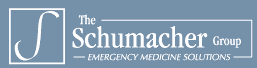 The
Schumacher Group
EMERGENCY MEDICINE SOLUTIONS